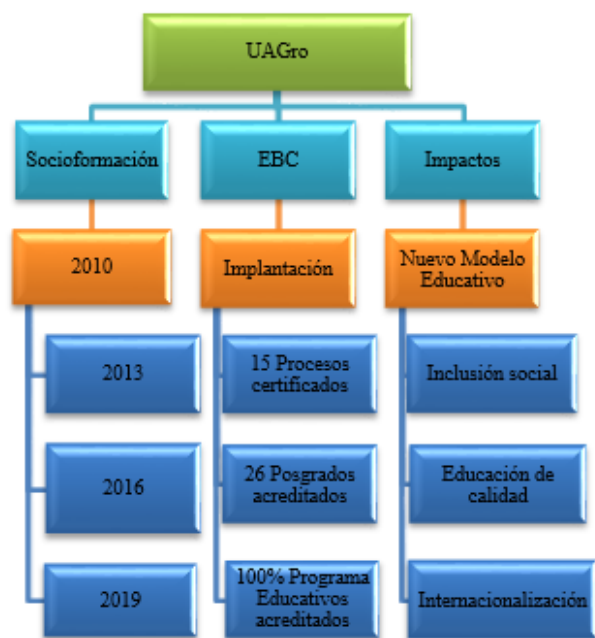 UAGro
Socioformación
EBC
Impactos
2010
Implantación
Nuevo Modelo
Educativo
2013
15 Procesos
certificados
Inclusión social
2016
26 Posgrados
acreditados
Educación de
calidad
2019
100% Programa
Educativos
acreditados
Internacionalización